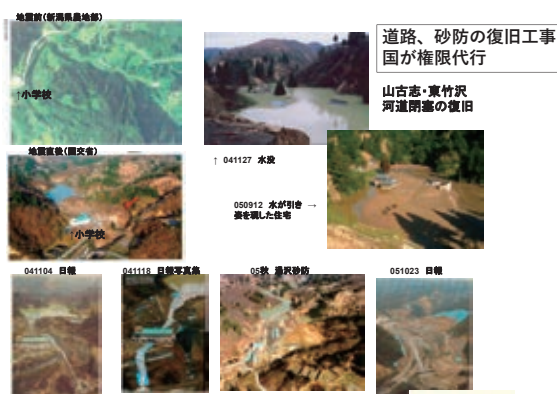 地震前(新潟県農地部)
↑小学校
道路、砂防の復旧工事
国が権限代行
山古志・東竹沢
河道閉塞の復旧
地震直後(国交省)
↑小学校
↑ 041127 水没
050912 水が引き →
姿を現した住宅
041104 日報
041118 日報写真集
05秋 湯沢砂防
051023 日報